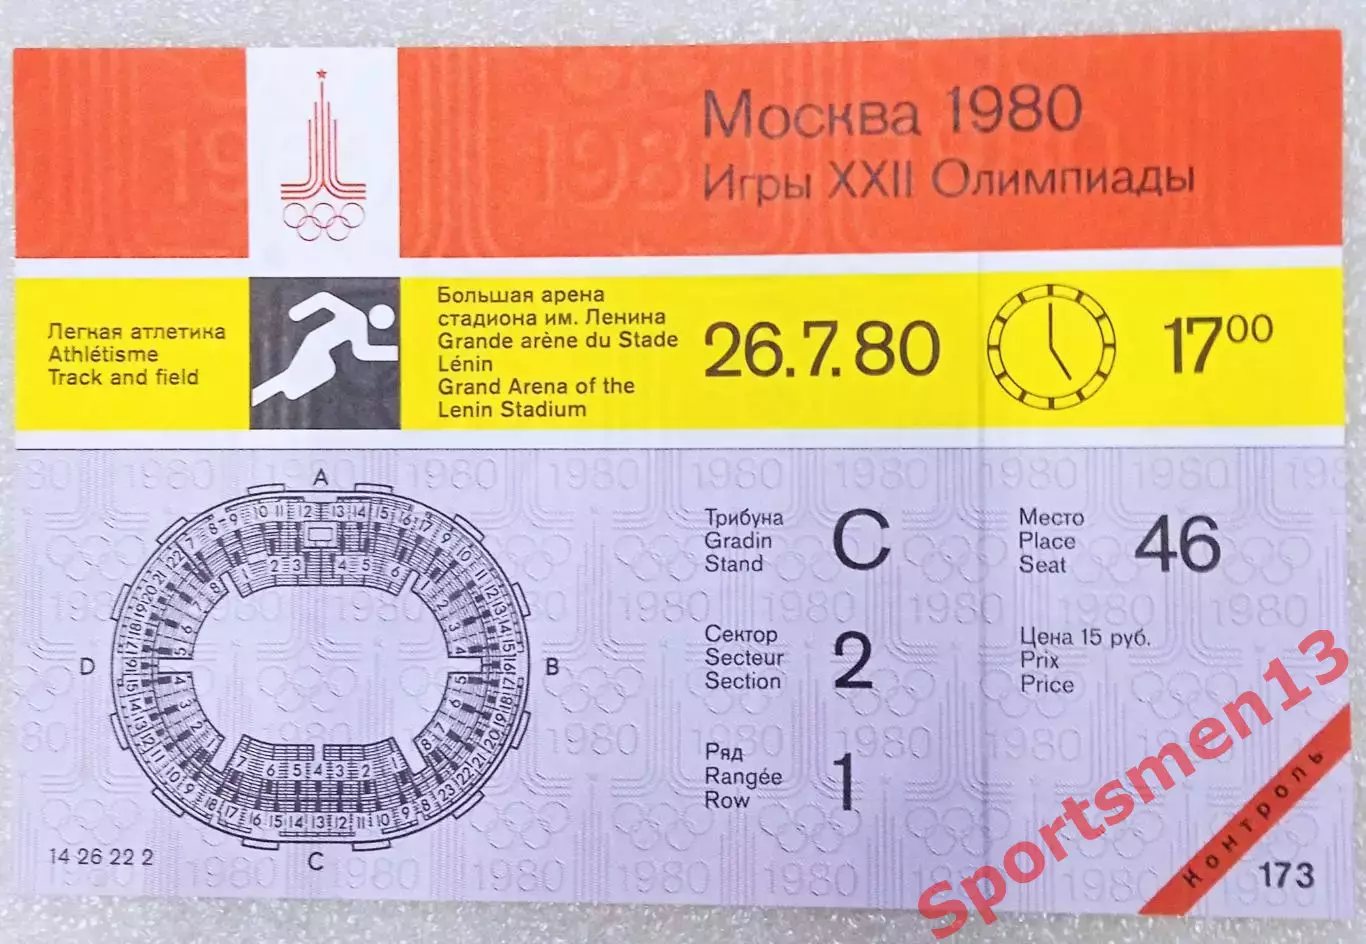 Москва 1980
Игры XXII Олимпиады
Легкая атлетика
Athlétisme
Track and field
Большая арена
стадиона им. Ленина
Grande arène du Stade
Lénin
Grand Arena of the
Lenin Stadium
26.7.80
1700
A
B
C
D
14 26 22 2
Трибуна
Gradin
Stand
C
Место
Place
Seat
46
Сектор
Secteur
Section
2
Цена 15 руб.
Prix
Price
Ряд
Rangée
Row
1
Контроль
173
Sportsmen13